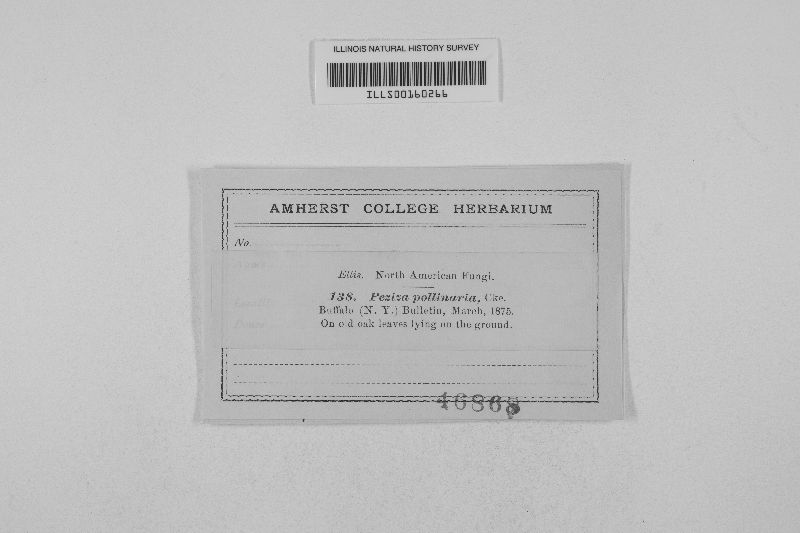 ILLINOIS NATURAL HISTORY SURVEY
ILLS00160266
AMHERST COLLEGE HERBARIUM
No.
Ellis. North American Fungi.
138. Peziza pollinaria, Cke.
Buffalo (N. Y.) Bulletin, March, 1875.
On old oak leaves lying on the ground.
46868